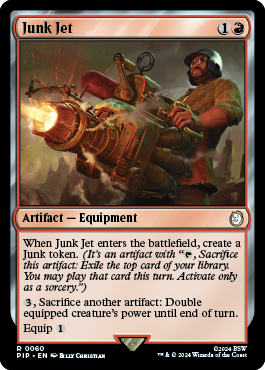 Junk Jet 1
Artifact — Equipment
When Junk Jet enters the battlefield, create a
Junk token. (It's an artifact with “, Sacrifice
this artifact: Exile the top card of your library.
You may play that card this turn. Activate only
as a sorcery.”)
3, Sacrifice another artifact: Double
equipped creature's power until end of turn.
Equip 1
R 0060
PIP • EN Billy Christian
©2024 BSW
™ & © 2024 Wizards of the Coast